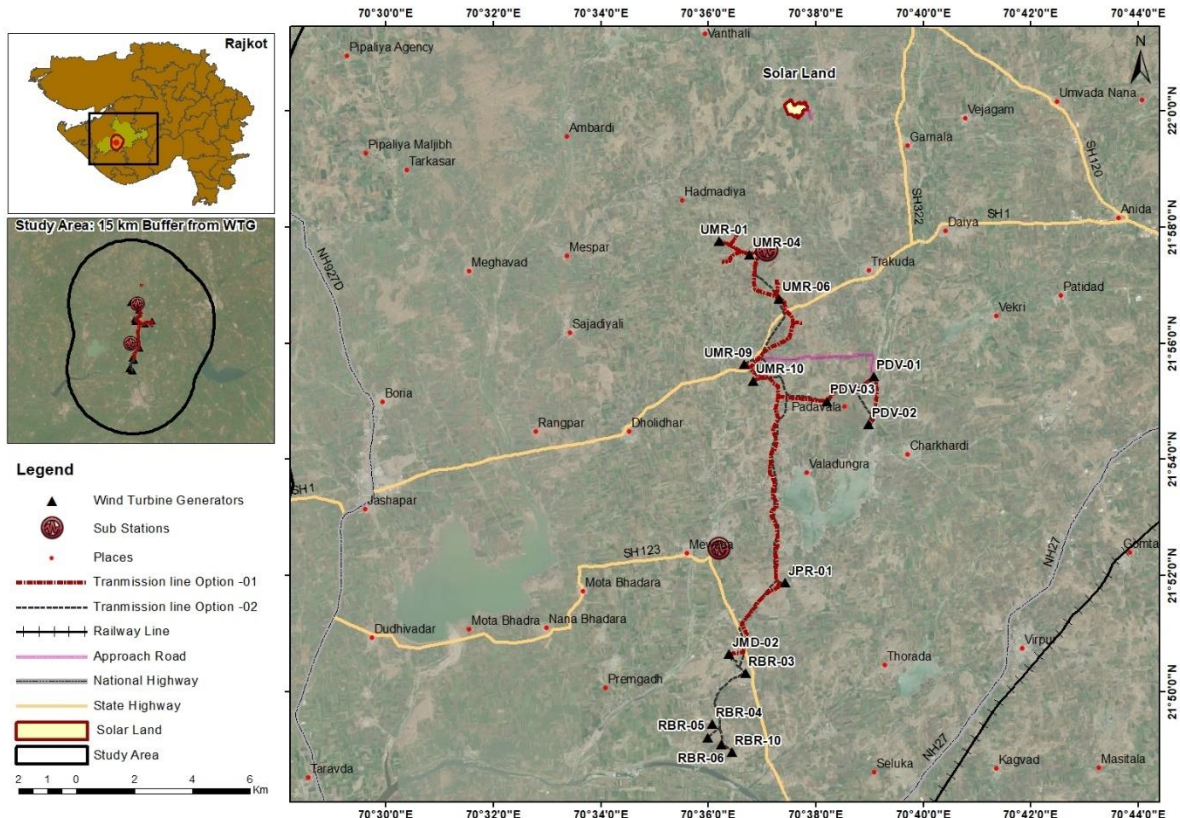 Rajkot
Study Area: 15 km Buffer from WTG
Legend
Wind Turbine Generators
Sub Stations
Places
Tranmission line Option -01
Tranmission line Option -02
Railway Line
Approach Road
National Highway
State Highway
Solar Land
Study Area
2 1 0 2 4 6
Km
70°30'0"E 70°32'0"E 70°34'0"E 70°36'0"E 70°38'0"E 70°40'0"E 70°42'0"E 70°44'0"E
N
Vanthali
Pipaliya Agency
Solar Land
Umvada Nana
22°0'0"N
Vejagam
Ambardi
Garnala
SH120
Pipaliya Maljibh
Tarkasar
Hadmadiya
SH322
SH1
Anida
21°58'0"N
Daiya
UMR-01
UMR-04
Mespar
Meghavad
Trakuda
NH927D
UMR-06
Patidad
Vekri
Sajadiyali
21°56'0"N
UMR-09
UMR-10
PDV-01
PDV-03
Boria
Padavala
PDV-02
Rangpar
Dholidhar
Charkhardi
21°54'0"N
Valadungra
SH1
Jashapar
SH123
NH27
Gomta
21°52'0"N
JPR-01
Mota Bhadara
Mota Bhadra
Nana Bhadara
Dudhivadar
JMD-02
Virpur
RBR-03
Thorada
21°50'0"N
Premgadh
RBR-04
RBR-05
RBR-10
RBR-06
NH27
Taravda
Seluka
Kagvad
Masitala
70°30'0"E 70°32'0"E 70°34'0"E 70°36'0"E 70°38'0"E 70°40'0"E 70°42'0"E 70°44'0"E